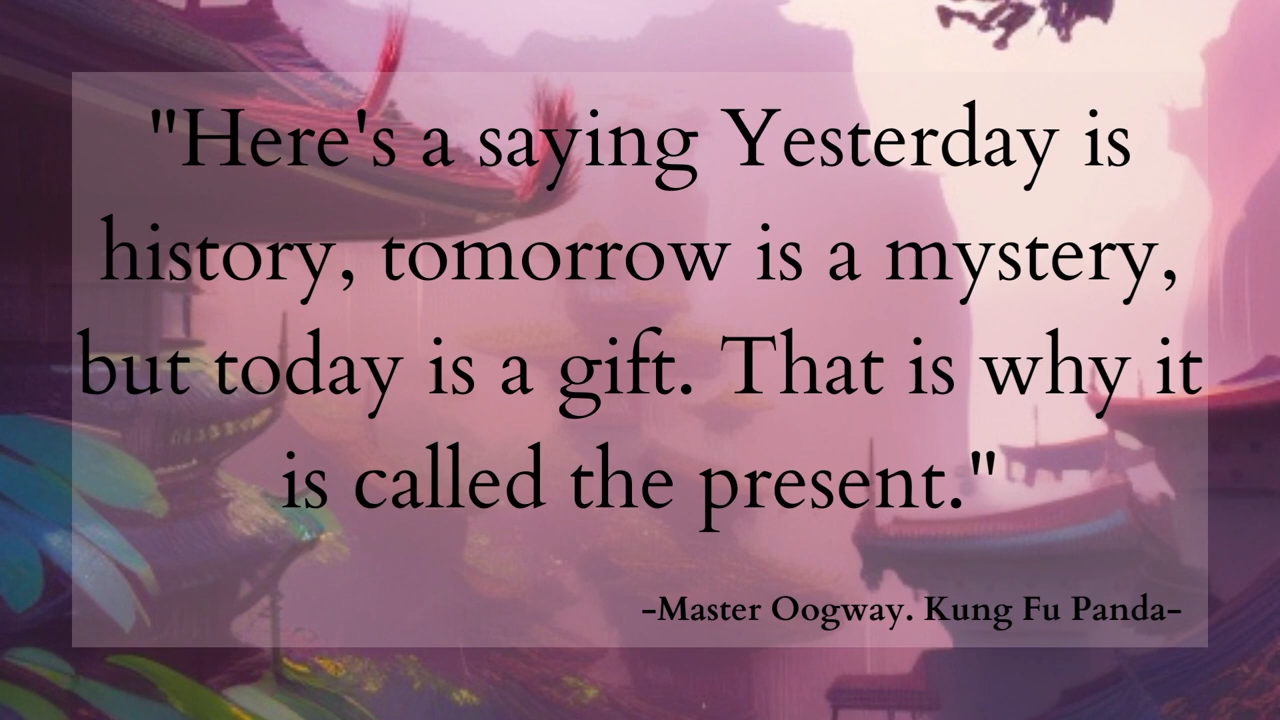 "Here's a saying Yesterday is
history, tomorrow is a mystery,
but today is a gift. That is why it
is called the present."
-Master Oogway. Kung Fu Panda-